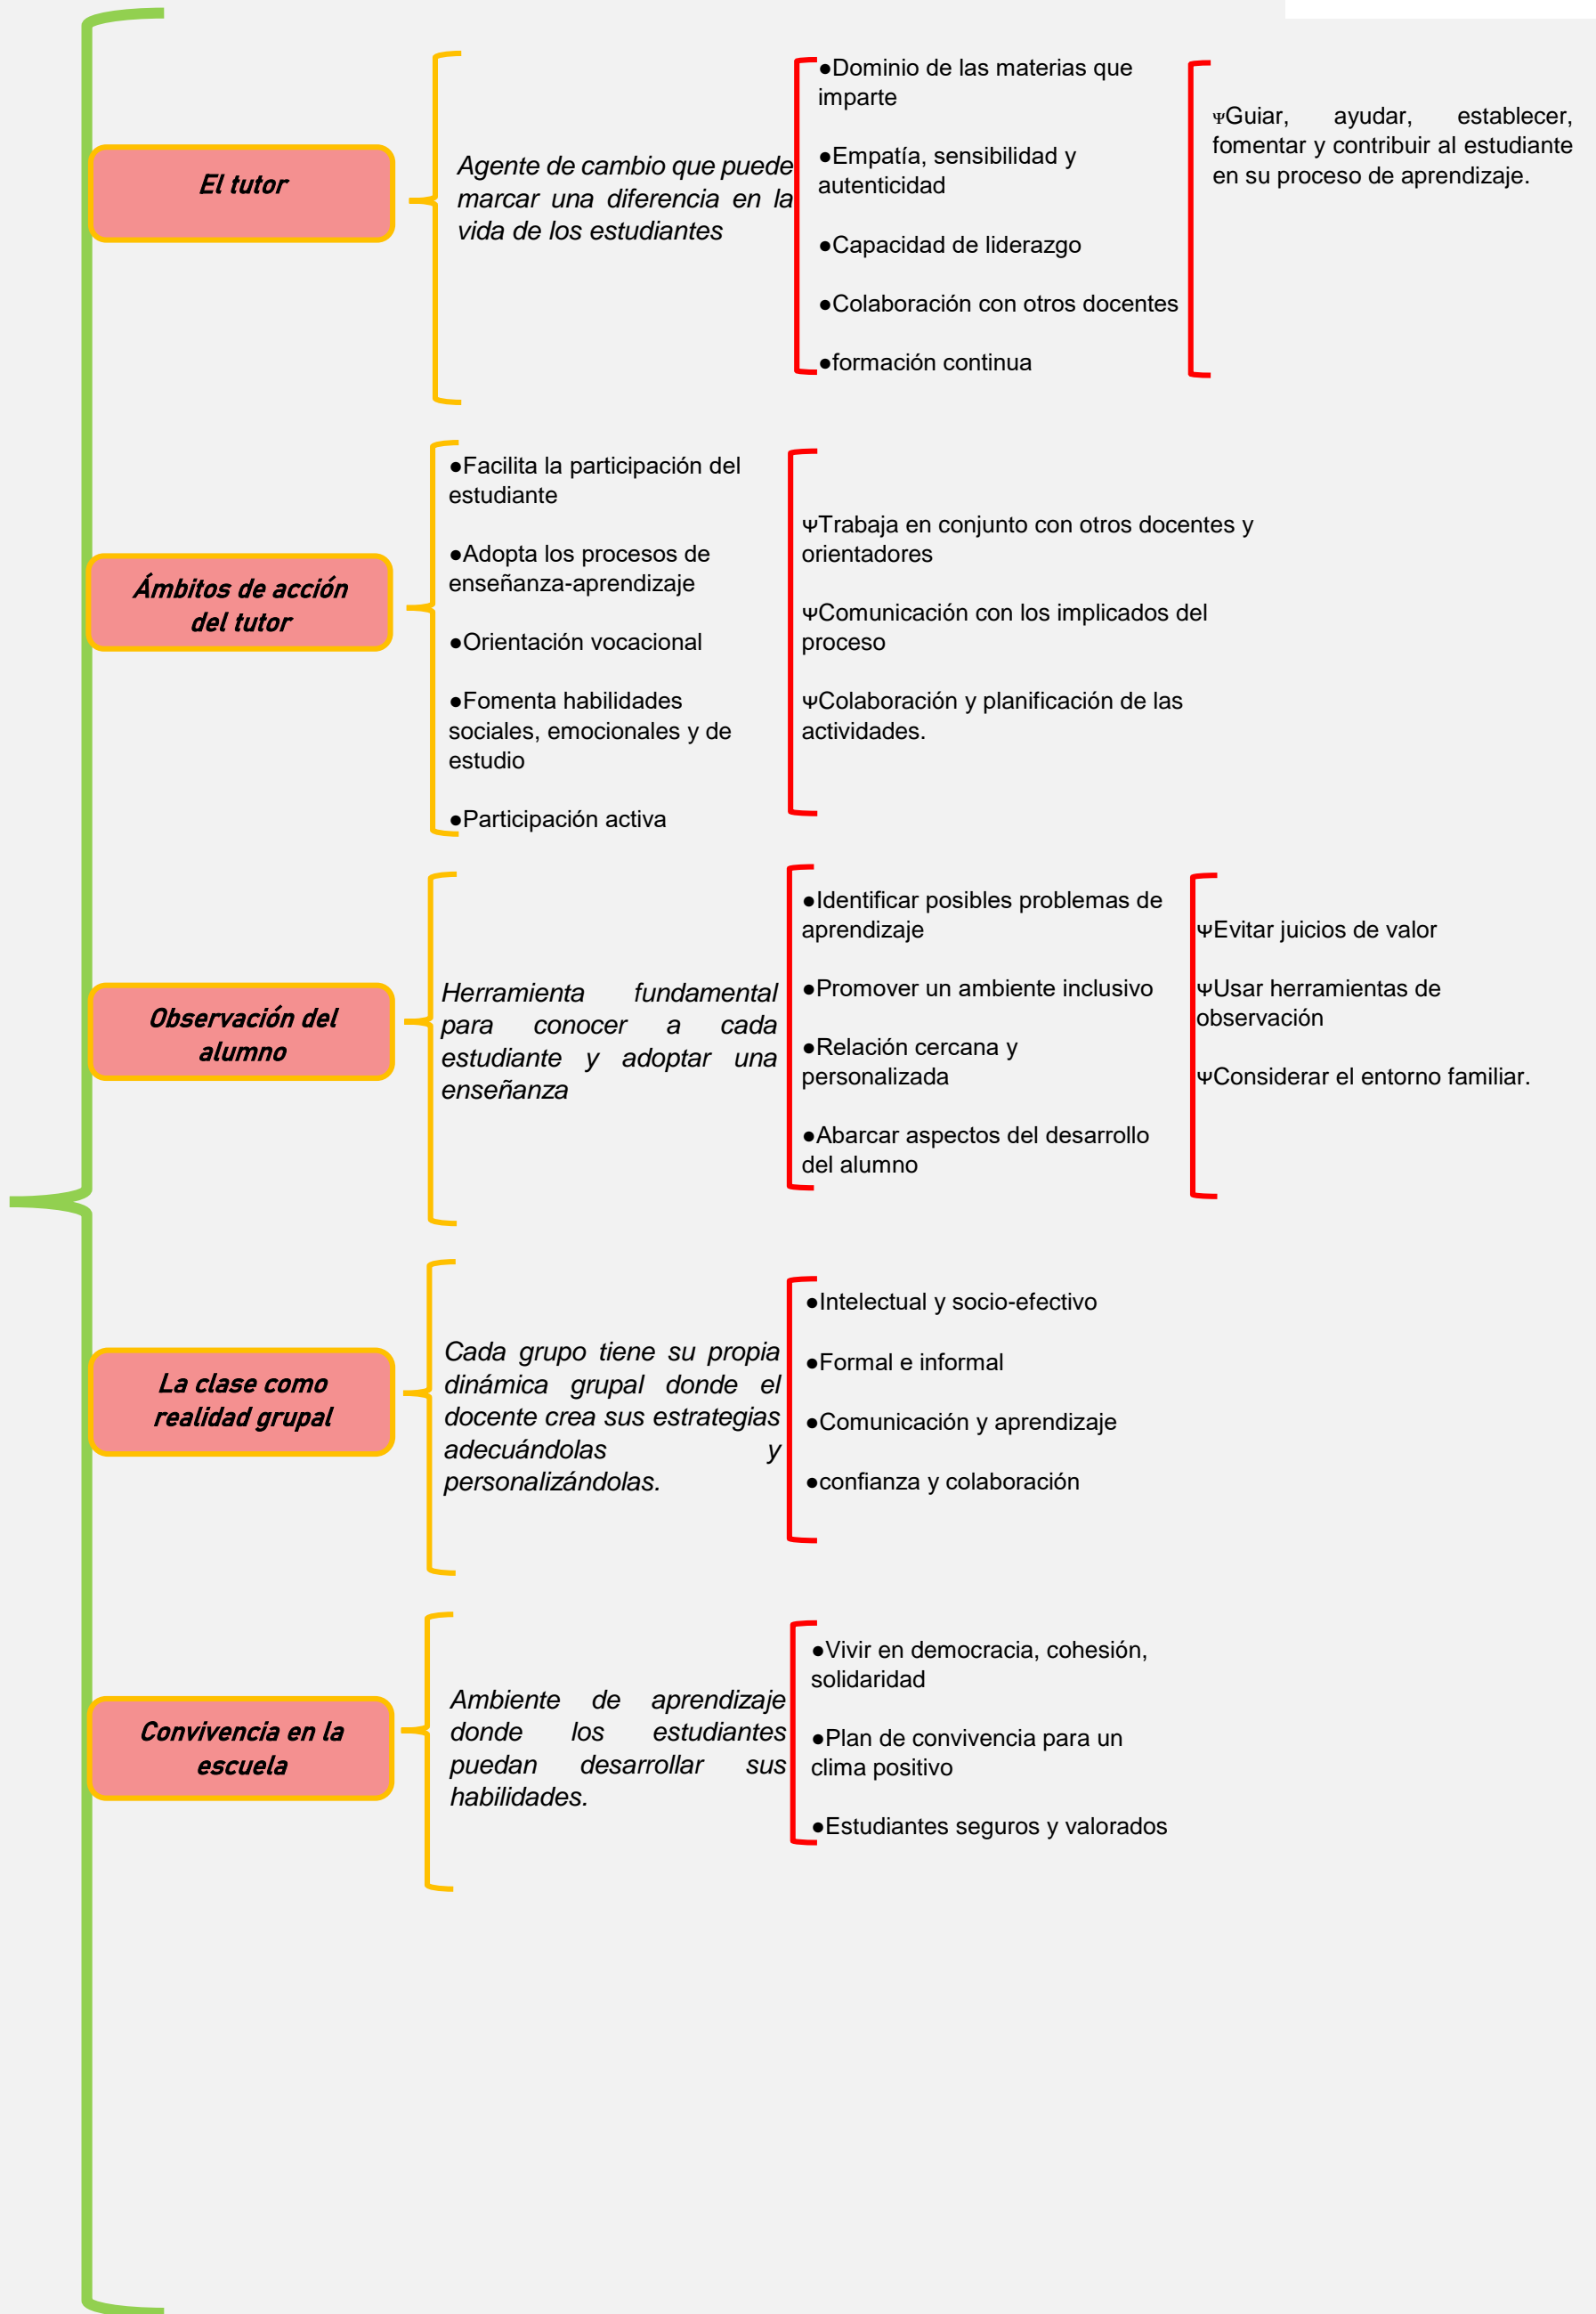 El tutor
Agente de cambio que puede
marcar una diferencia en la
vida de los estudiantes
●Dominio de las materias que
imparte
●Empatía, sensibilidad y
autenticidad
●Capacidad de liderazgo
●Colaboración con otros docentes
●formación continua
ΨGuiar, ayudar, establecer,
fomentar y contribuir al estudiante
en su proceso de aprendizaje.
Ámbitos de acción
del tutor
●Facilita la participación del
estudiante
●Adopta los procesos de
enseñanza-aprendizaje
●Orientación vocacional
●Fomenta habilidades
sociales, emocionales y de
estudio
●Participación activa
ΨTrabaja en conjunto con otros docentes y
orientadores
ΨComunicación con los implicados del
proceso
ΨColaboración y planificación de las
actividades.
Observación del
alumno
Herramienta fundamental
para conocer a cada
estudiante y adoptar una
enseñanza
●Identificar posibles problemas de
aprendizaje
●Promover un ambiente inclusivo
●Relación cercana y
personalizada
●Abarcar aspectos del desarrollo
del alumno
ΨEvitar juicios de valor
ΨUsar herramientas de
observación
ΨConsiderar el entorno familiar.
La clase como
realidad grupal
Cada grupo tiene su propia
dinámica grupal donde el
docente crea sus estrategias
adecuándolas y
personalizándolas.
●Intelectual y socio-efectivo
●Formal e informal
●Comunicación y aprendizaje
●confianza y colaboración
Convivencia en la
escuela
Ambiente de aprendizaje
donde los estudiantes
puedan desarrollar sus
habilidades.
●Vivir en democracia, cohesión,
solidaridad
●Plan de convivencia para un
clima positivo
●Estudiantes seguros y valorados